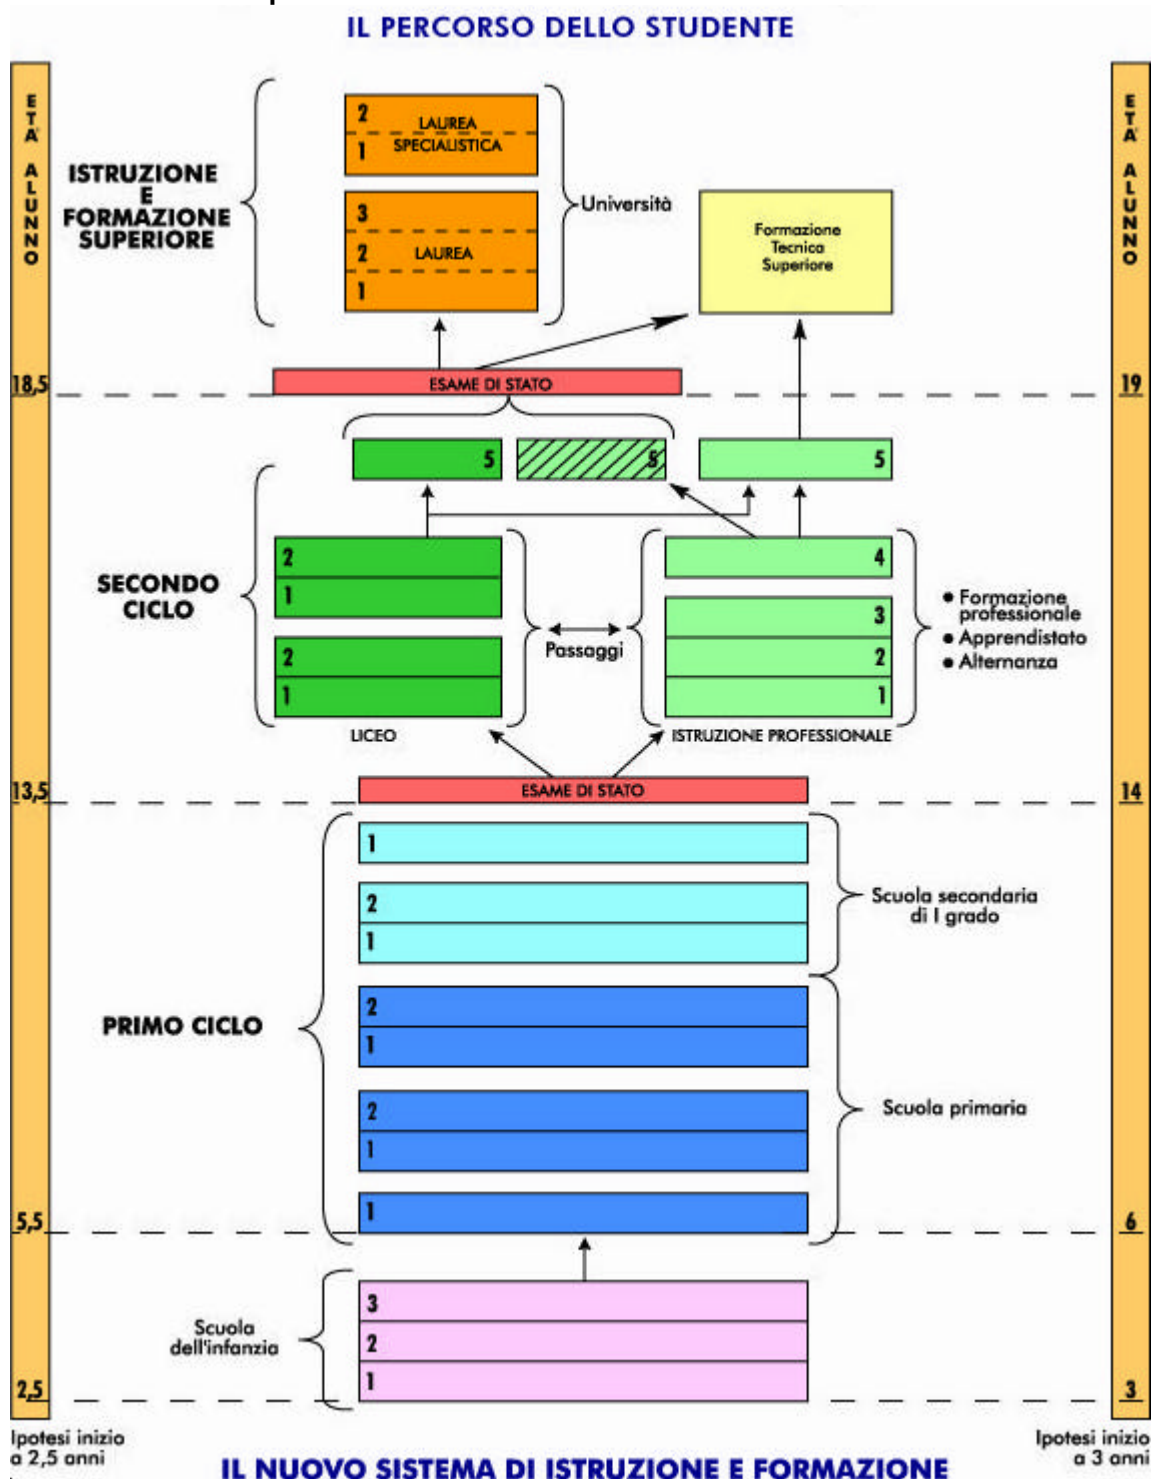 IL PERCORSO DELLO STUDENTE
ETÀ ALUNNO
ETÀ ALUNNO
ISTRUZIONE
E
FORMAZIONE
SUPERIORE
2
LAUREA
1
SPECIALISTICA
3
2
LAUREA
1
Università
Formazione
Tecnica
Superiore
18,5
ESAME DI STATO
19
5
5
5
SECONDO
CICLO
2
1
2
1
LICEO
Passaggi
4
3
2
1
ISTRUZIONE PROFESSIONALE
● Formazione
professionale
● Apprendistato
● Alternanza
13,5
ESAME DI STATO
14
PRIMO CICLO
1
2
1
Scuola secondaria
di I grado
2
1
2
1
1
Scuola primaria
5,5
6
Scuola
dell'infanzia
3
2
1
2,5
3
Ipotesi inizio
a 2,5 anni
Ipotesi inizio
a 3 anni
IL NUOVO SISTEMA DI ISTRUZIONE E FORMAZIONE